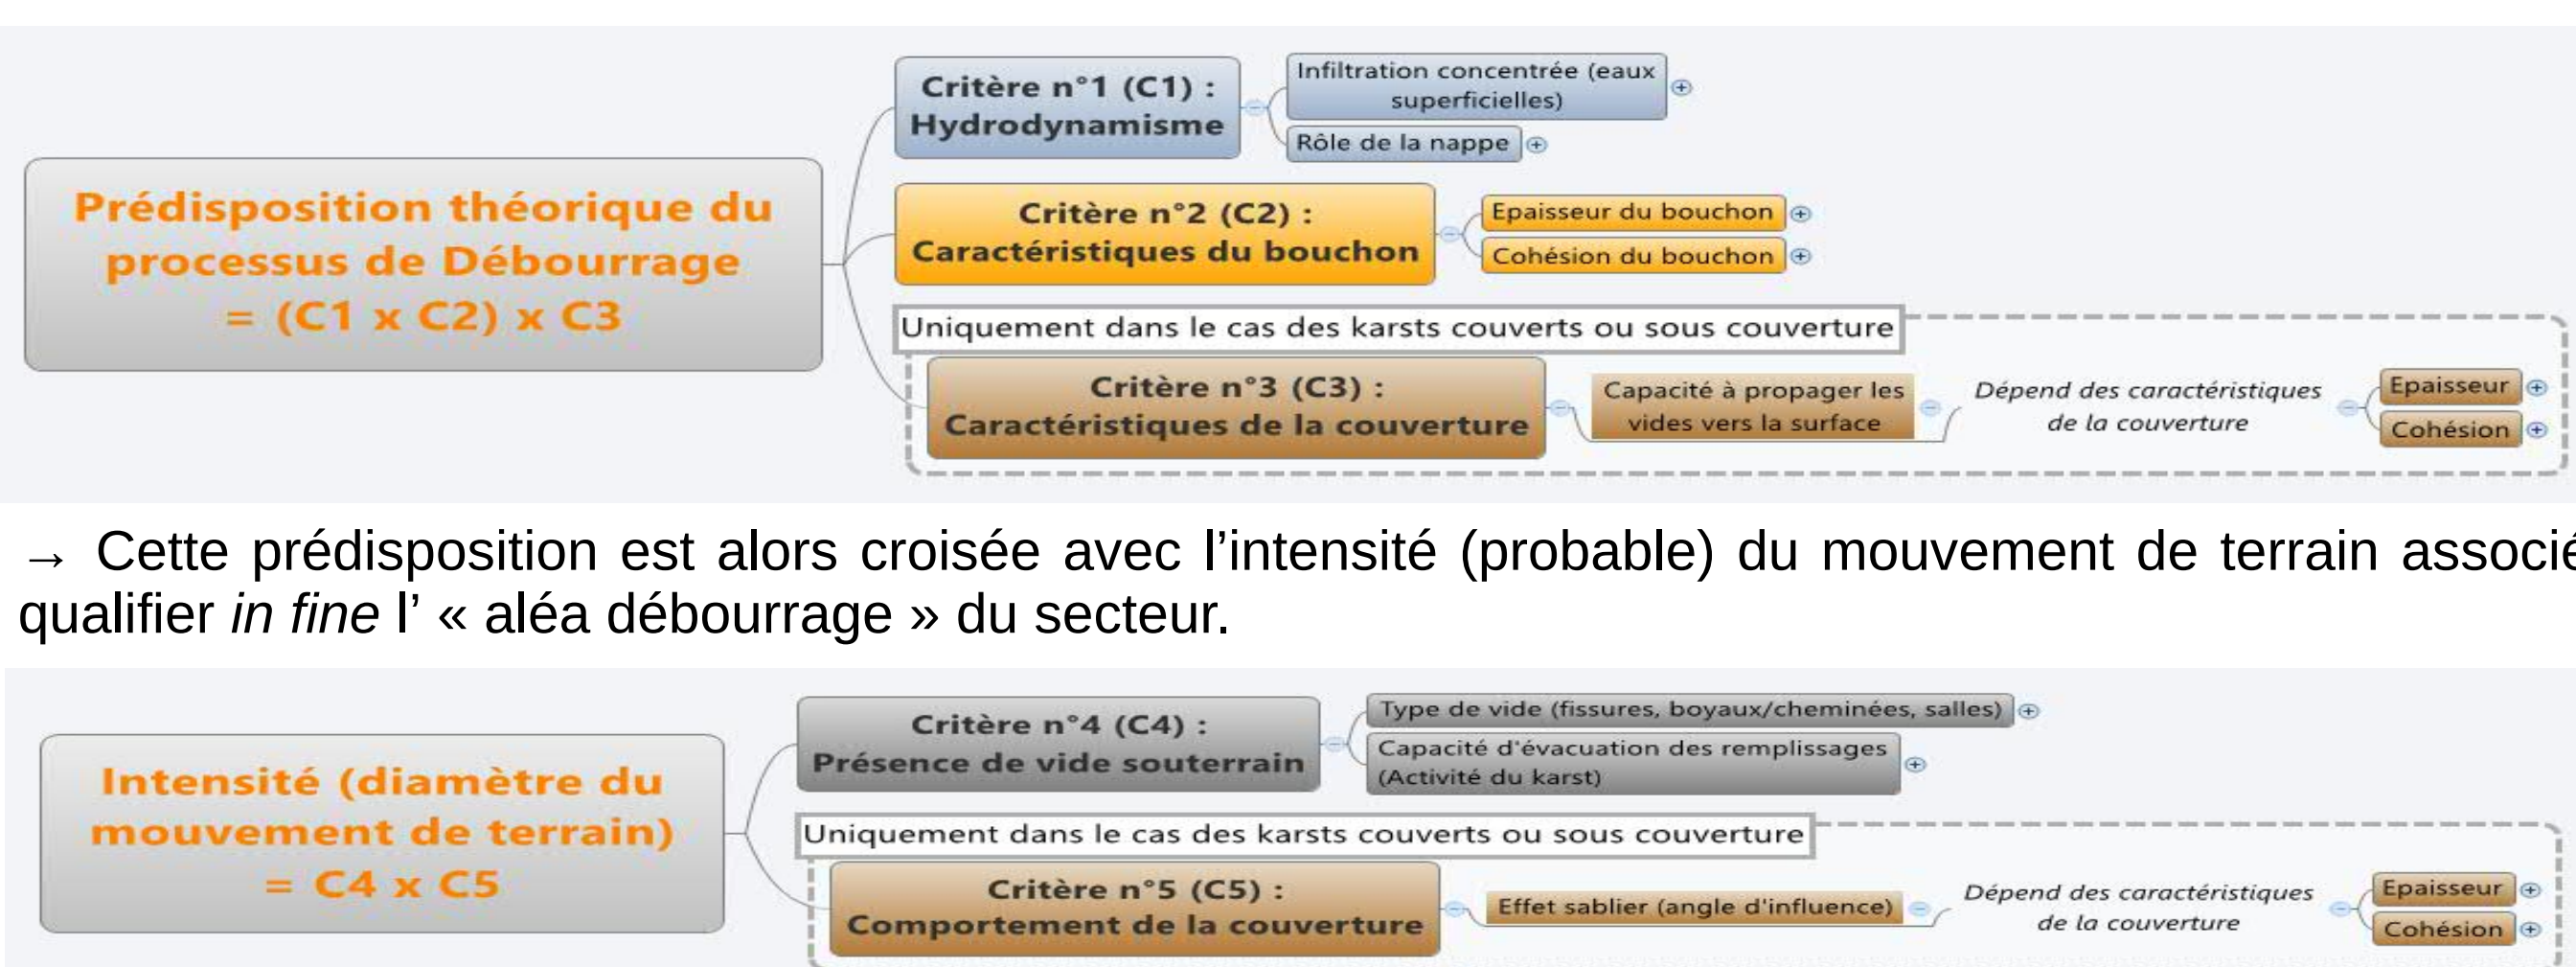 Prédisposition théorique du
processus de Débourrage
= (C1 x C2) x C3
Critère n°1 (C1) :
Hydrodynamisme
Infiltration concentrée (eaux
superficielles)
Rôle de la nappe
Critère n°2 (C2) :
Caractéristiques du bouchon
Epaisseur du bouchon
Cohésion du bouchon
Uniquement dans le cas des karsts couverts ou sous couverture
Critère n°3 (C3) :
Caractéristiques de la couverture
Capacité à propager les
vides vers la surface
Dépend des caractéristiques
de la couverture
Epaisseur
Cohésion
→ Cette prédisposition est alors croisée avec l’intensité (probable) du mouvement de terrain associé
qualifier in fine l’ « aléa débourrage » du secteur.
Intensité (diamètre du
mouvement de terrain)
= C4 x C5
Critère n°4 (C4) :
Présence de vide souterrain
Type de vide (fissures, boyaux/cheminées, salles)
Capacité d'évacuation des remplissages
(Activité du karst)
Uniquement dans le cas des karsts couverts ou sous couverture
Critère n°5 (C5) :
Comportement de la couverture
Effet sablier (angle d'influence)
Dépend des caractéristiques
de la couverture
Epaisseur
Cohésion